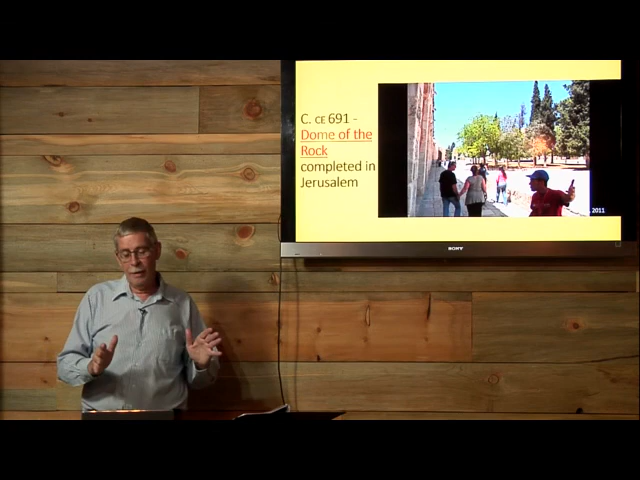 C. CE 691 -
Dome of the
Rock
completed in
Jerusalem
2011
SONY